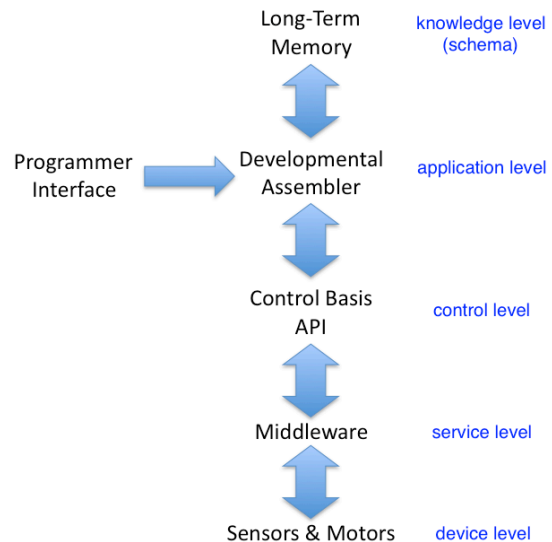 Long-Term
Memory
knowledge level
(schema)
Programmer
Interface
Developmental
Assembler
application level
Control Basis
API
control level
Middleware
service level
Sensors & Motors
device level